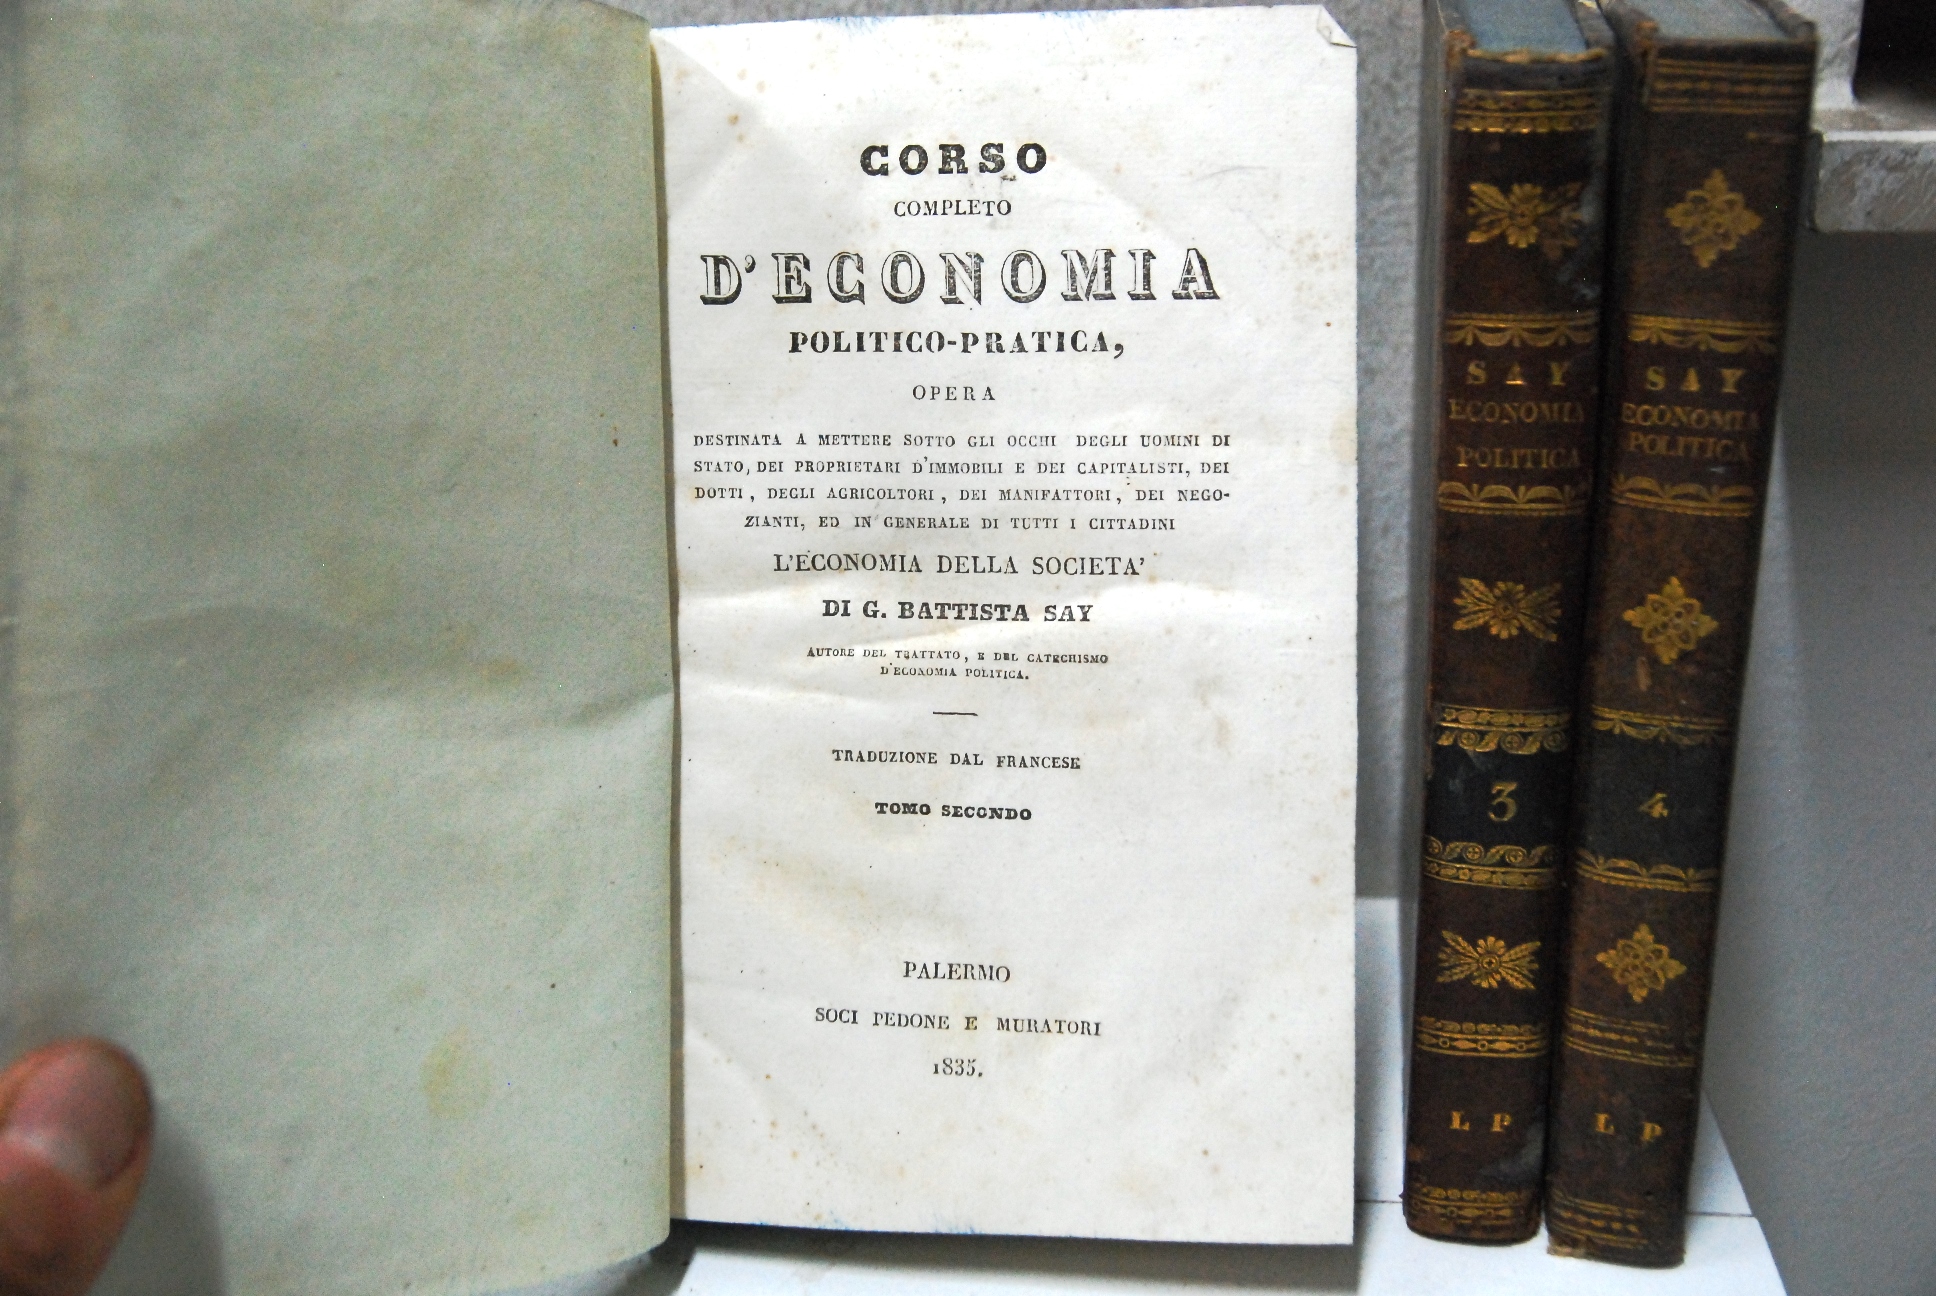 CORSO
COMPLETO
D'ECONOMIA
POLITICO-PRATICA,
OPERA
DESTINATA A METTERE SOTTO GLI OCCHI DEGLI UOMINI DI
STATO, DEI PROPRIETARI D'IMMOBILI E DEI CAPITALISTI, DEI
DOTTI, DEGLI AGRICOLTORI, DEI MANIFATTORI, DEI NEGO-
ZIANTI, ED IN GENERALE DI TUTTI I CITTADINI
L'ECONOMIA DELLA SOCIETA'
DI G. BATTISTA SAY
AUTORE DEL TRATTATO, E DEL CATECHISMO
D'ECONOMIA POLITICA.
TRADUZIONE DAL FRANCESE
TOMO SECONDO
PALERMO
SOCI PEDONE E MURATORI
1835.
SAY
ECONOMIA
POLITICA
3
L P
SAY
ECONOMIA
POLITICA
4
L P